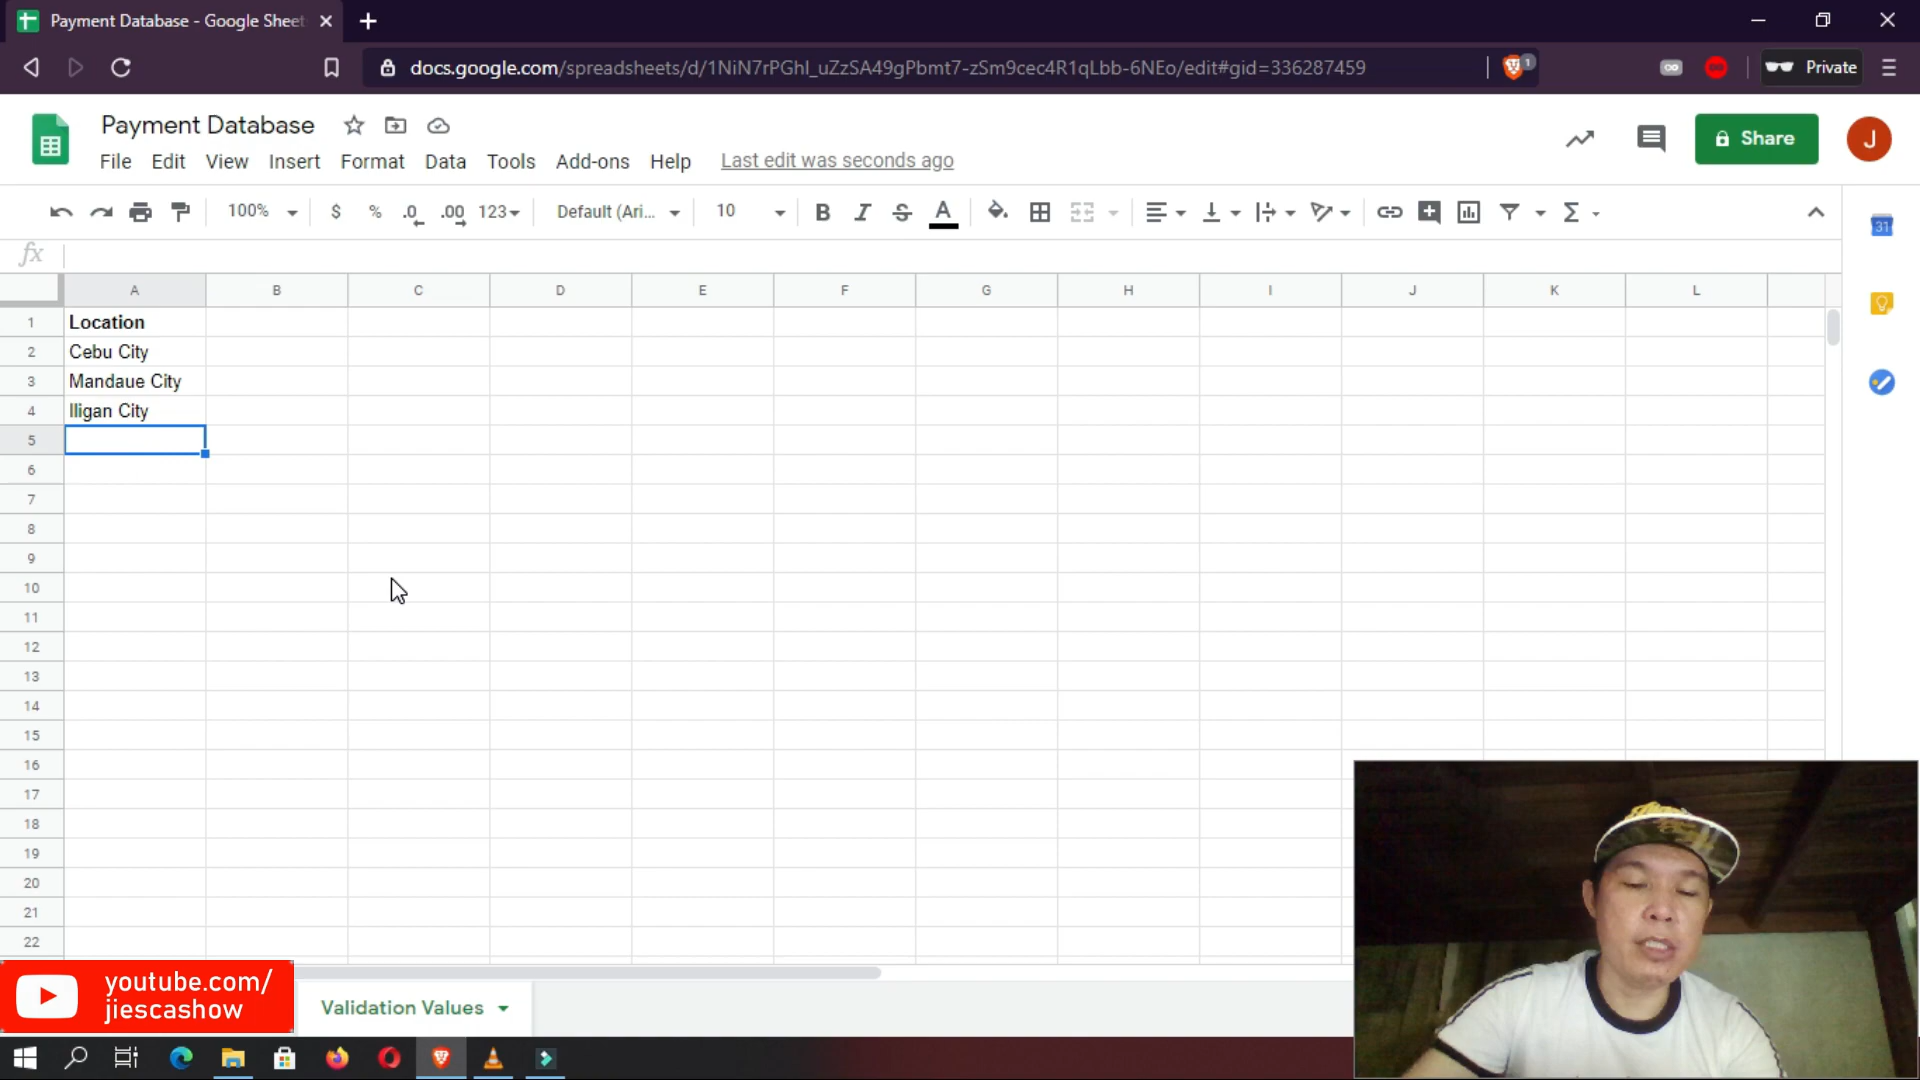 Payment Database - Google Sheet
docs.google.com/spreadsheets/d/1NiN7rPGhl_uZzSA49gPbmt7-zSm9cec4R1qLbb-6NEo/edit#gid=336287459
1
Private
Payment Database
File Edit View Insert Format Data Tools Add-ons Help Last edit was seconds ago
Share
J
100% $ % .0 .00 123 Default (Ari... 10 B I S A Σ
31
fx
A B C D E F G H I J K L
1 Location
2 Cebu City
3 Mandaue City
4 Iligan City
5
6
7
8
9
10
11
12
13
14
15
16
17
18
19
20
21
22
youtube.com/
jiescashow
Validation Values